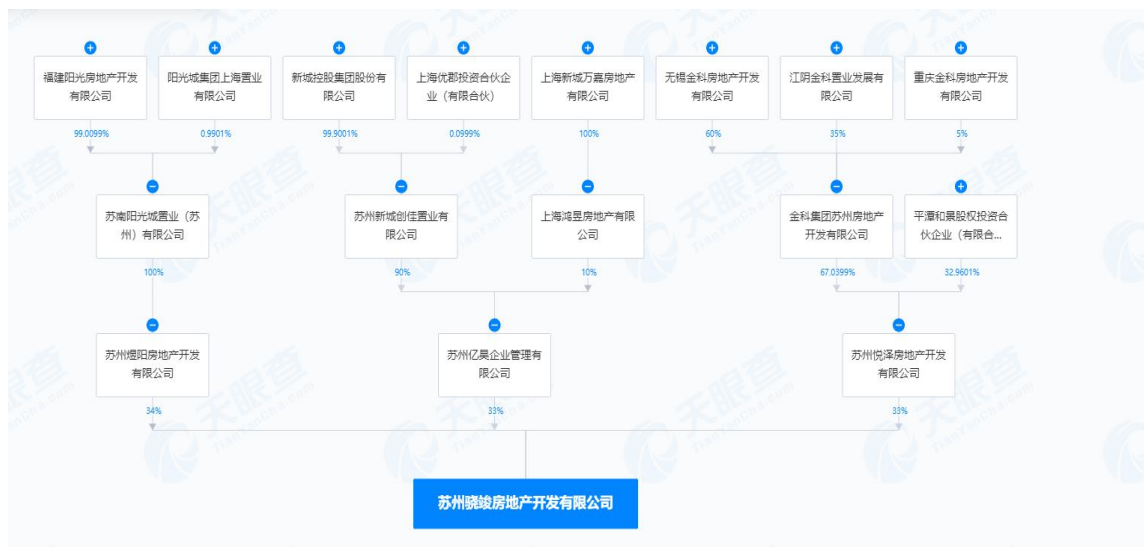 福建阳光房地产开发
有限公司
阳光城集团上海置业
有限公司
新城控股集团股份有
限公司
上海优郡投资合伙企
业（有限合伙）
上海新城万嘉房地产
有限公司
无锡金科房地产开发
有限公司
江阴金科置业发展有
限公司
重庆金科房地产开发
有限公司
99.0099%
0.9901%
99.9001%
0.0999%
100%
60%
35%
5%
苏南阳光城置业（苏
州）有限公司
苏州新城创佳置业有
限公司
上海鸿昱房地产有限
公司
金科集团苏州房地产
开发有限公司
平潭和景股权投资合
伙企业（有限合...
100%
90%
10%
67.0399%
32.9601%
苏州煜阳房地产开发
有限公司
苏州亿昊企业管理有
限公司
苏州悦泽房地产开发
有限公司
34%
33%
33%
苏州骁竣房地产开发有限公司
天眼查
TianYanCha.com